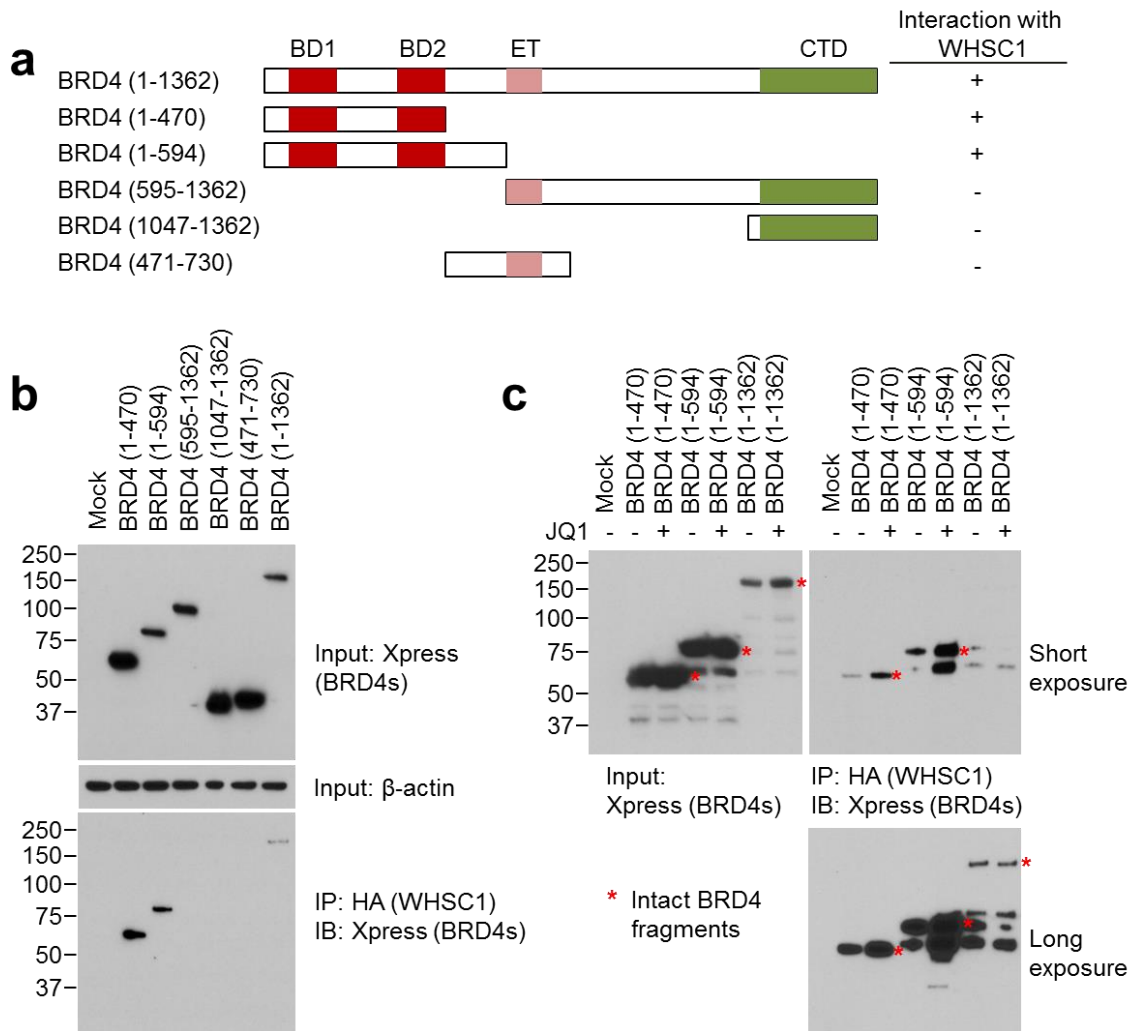 a
BD1 BD2 ET CTD
Interaction with
WHSC1
BRD4 (1-1362) +
BRD4 (1-470) +
BRD4 (1-594) +
BRD4 (595-1362) -
BRD4 (1047-1362) -
BRD4 (471-730) -
b
Mock
BRD4 (1-470)
BRD4 (1-594)
BRD4 (595-1362)
BRD4 (1047-1362)
BRD4 (471-730)
BRD4 (1-1362)
250
150
100
75
50
37
Input: Xpress
(BRD4s)
Input: β-actin
250
150
100
75
50
37
IP: HA (WHSC1)
IB: Xpress (BRD4s)
c
Mock
BRD4 (1-470)
BRD4 (1-470)
BRD4 (1-594)
BRD4 (1-594)
BRD4 (1-1362)
BRD4 (1-1362)
Mock
BRD4 (1-470)
BRD4 (1-470)
BRD4 (1-594)
BRD4 (1-594)
BRD4 (1-1362)
BRD4 (1-1362)
JQ1 - - + - + - + - - + - + - +
250
150
100
75
50
37
*
*
*
*
*
Short
exposure
Input:
Xpress (BRD4s)
IP: HA (WHSC1)
IB: Xpress (BRD4s)
* Intact BRD4
fragments
*
*
*
Long
exposure